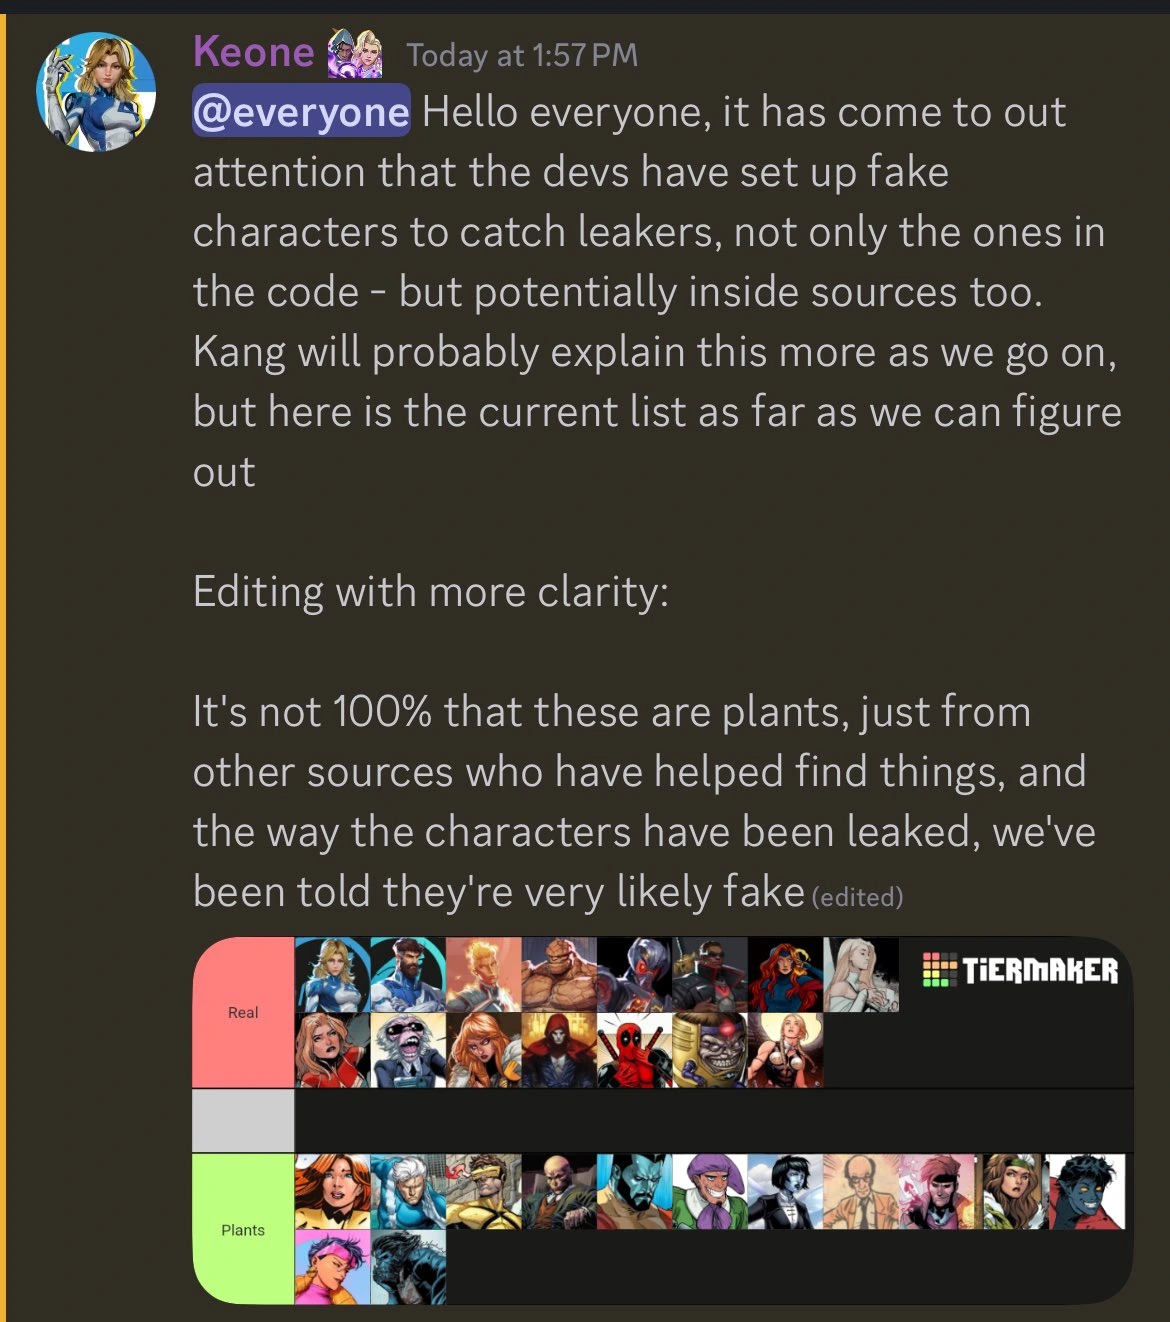 Keone Today at 1:57 PM
@everyone Hello everyone, it has come to out
attention that the devs have set up fake
characters to catch leakers, not only the ones in
the code - but potentially inside sources too.
Kang will probably explain this more as we go on,
but here is the current list as far as we can figure
out
Editing with more clarity:
It's not 100% that these are plants, just from
other sources who have helped find things, and
the way the characters have been leaked, we've
been told they're very likely fake (edited)
TiERMAKER
Real
Plants